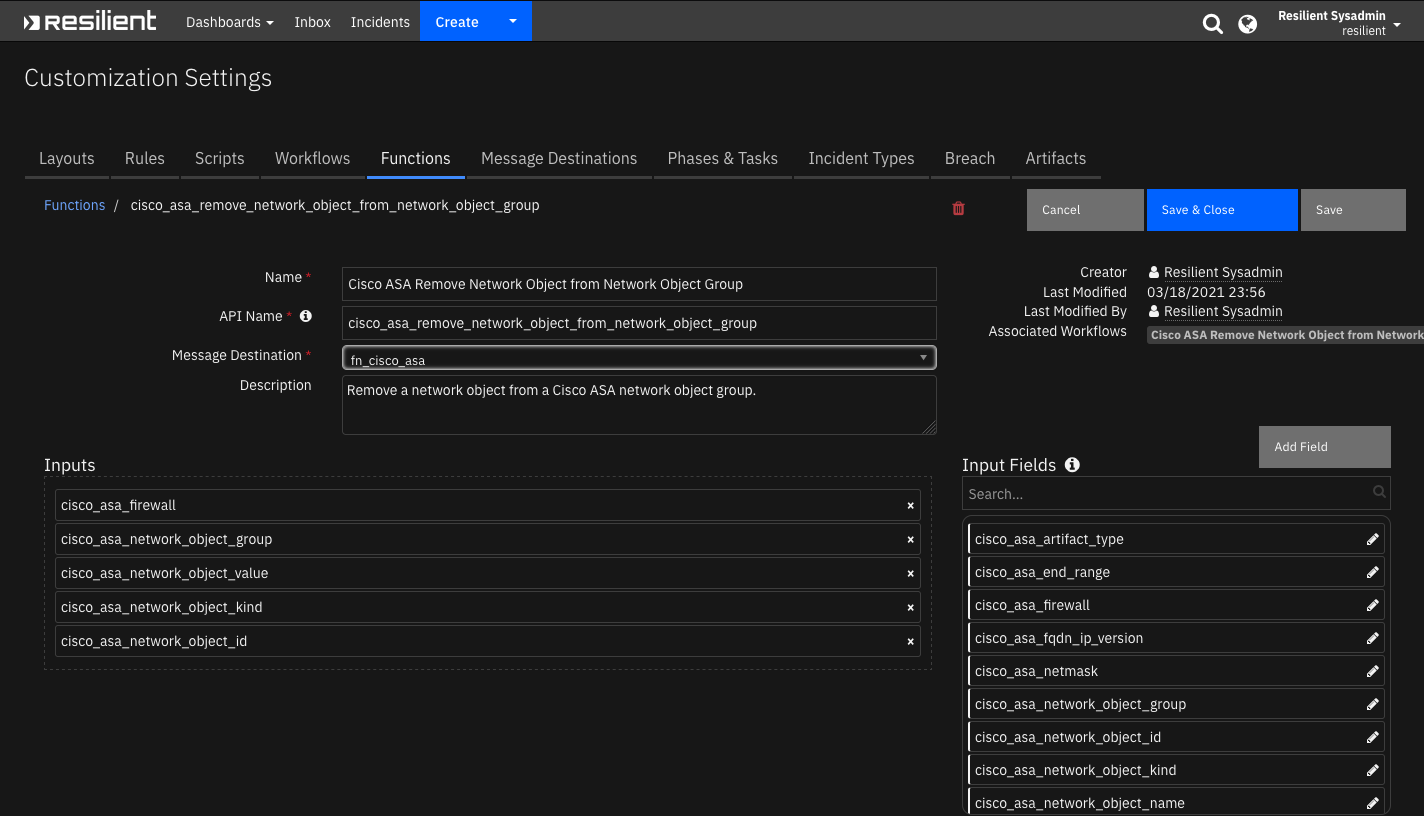 resilient Dashboards Inbox Incidents Create Resilient Sysadmin
resilient
Customization Settings
Layouts Rules Scripts Workflows Functions Message Destinations Phases & Tasks Incident Types Breach Artifacts
Functions / cisco_asa_remove_network_object_from_network_object_group Cancel Save & Close Save
Name * Cisco ASA Remove Network Object from Network Object Group
API Name * cisco_asa_remove_network_object_from_network_object_group
Message Destination * fn_cisco_asa
Description Remove a network object from a Cisco ASA network object group.
Creator Resilient Sysadmin
Last Modified 03/18/2021 23:56
Last Modified By Resilient Sysadmin
Associated Workflows Cisco ASA Remove Network Object from Network
Inputs
cisco_asa_firewall ×
cisco_asa_network_object_group ×
cisco_asa_network_object_value ×
cisco_asa_network_object_kind ×
cisco_asa_network_object_id ×
Add Field
Input Fields
Search...
cisco_asa_artifact_type
cisco_asa_end_range
cisco_asa_firewall
cisco_asa_fqdn_ip_version
cisco_asa_netmask
cisco_asa_network_object_group
cisco_asa_network_object_id
cisco_asa_network_object_kind
cisco_asa_network_object_name